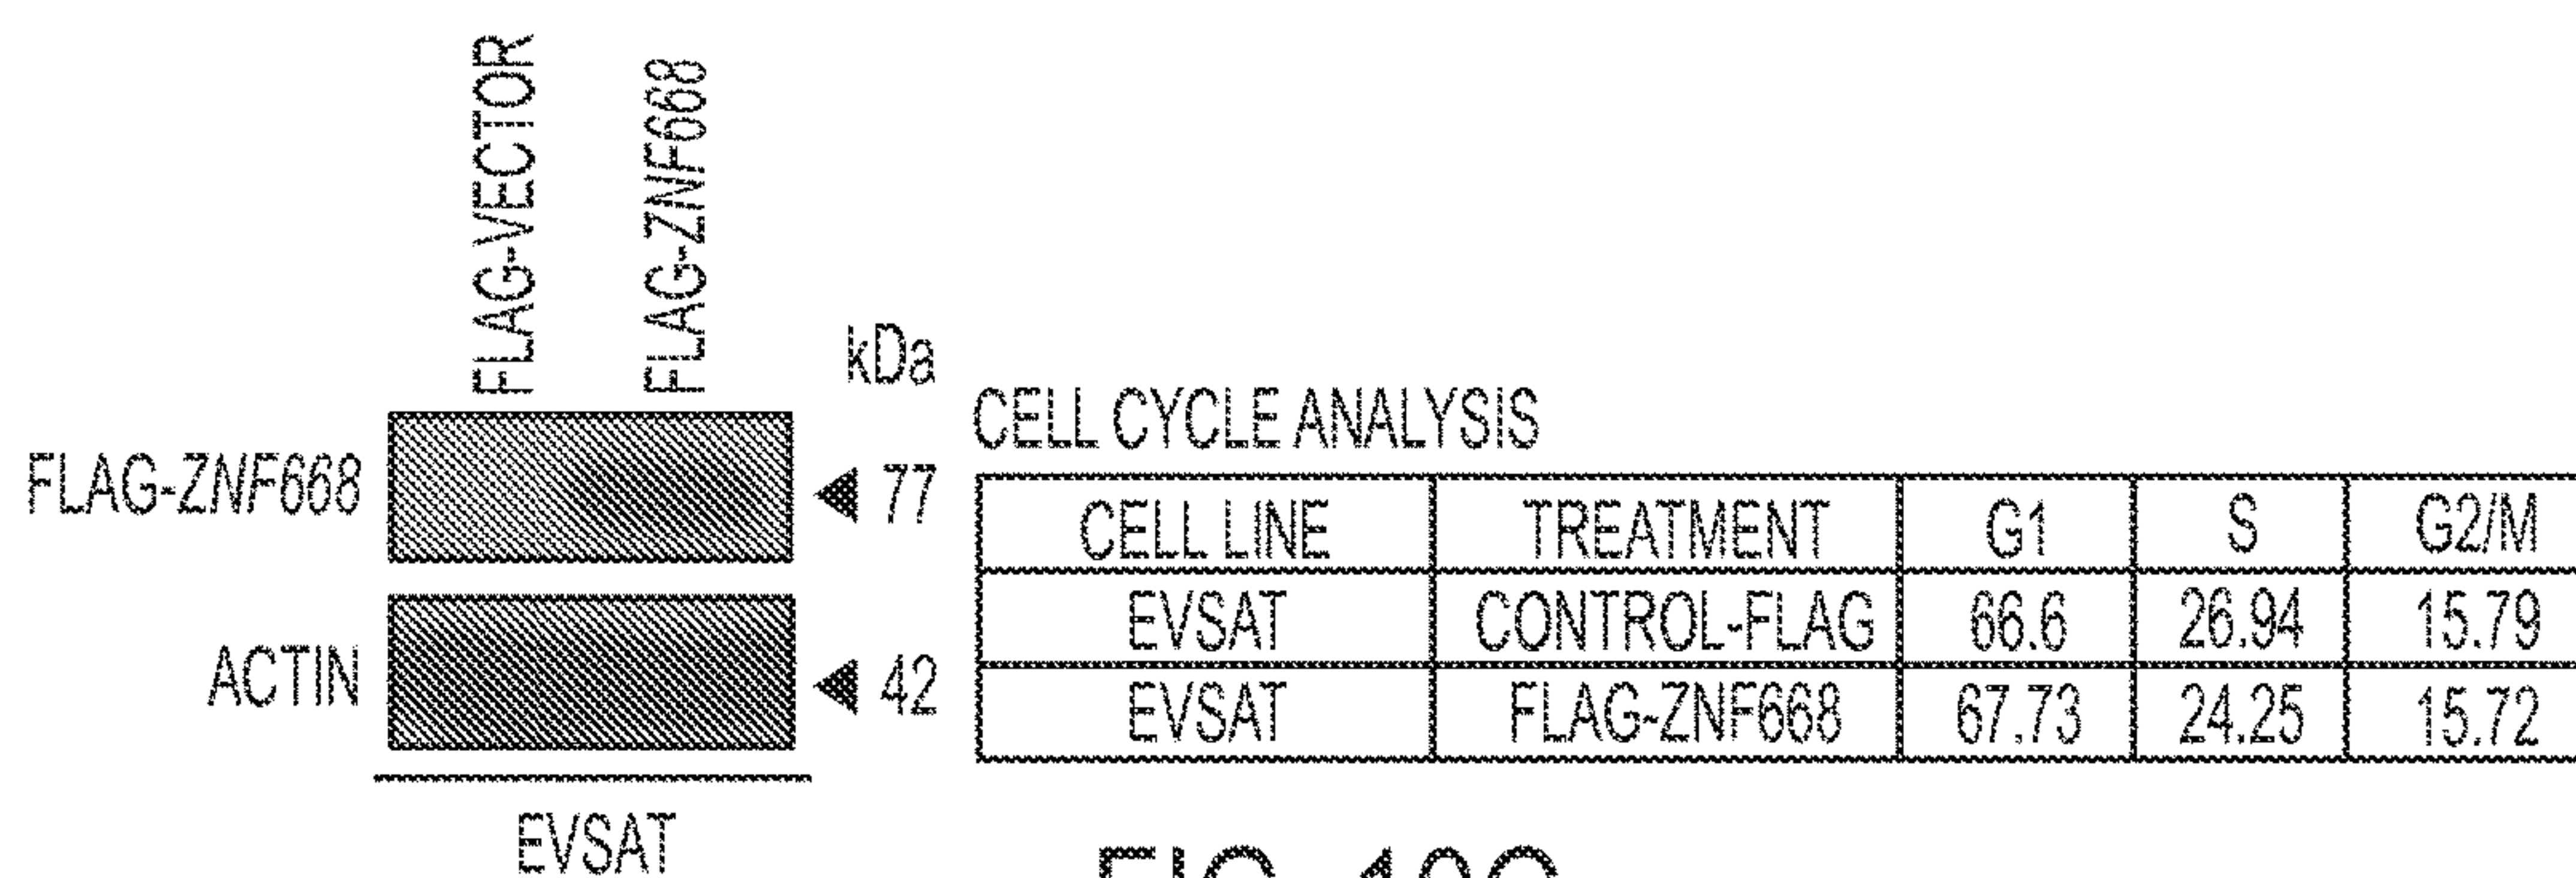 FLAG-VECTOR
FLAG-ZNF668
kDa
FLAG-ZNF668
77
ACTIN
42
EVSAT
CELL CYCLE ANALYSIS
CELL LINE TREATMENT G1 S G2/M
EVSAT CONTROL-FLAG 66.6 26.94 15.79
EVSAT FLAG-ZNF668 67.73 24.25 15.72